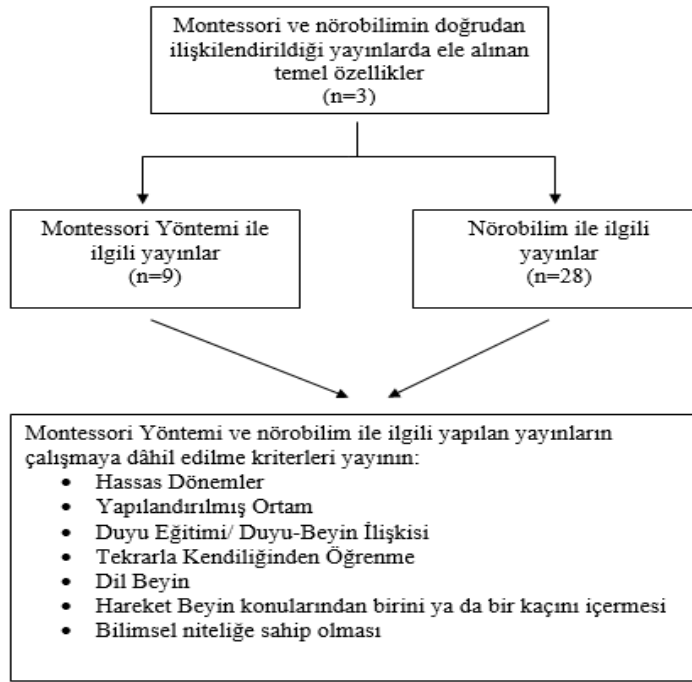 Montessori ve nörobilimin doğrudan
ilişkilendirildiği yayınlarda ele alınan
temel özellikler
(n=3)
Montessori Yöntemi ile
ilgili yayınlar
(n=9)
Nörobilim ile ilgili
yayınlar
(n=28)
Montessori Yöntemi ve nörobilim ile ilgili yapılan yayınların
çalışmaya dâhil edilme kriterleri yayının:
• Hassas Dönemler
• Yapılandırılmış Ortam
• Duyu Eğitimi/ Duyu-Beyin İlişkisi
• Tekrarla Kendiliğinden Öğrenme
• Dil Beyin
• Hareket Beyin konularından birini ya da bir kaçını içermesi
• Bilimsel niteliğe sahip olması